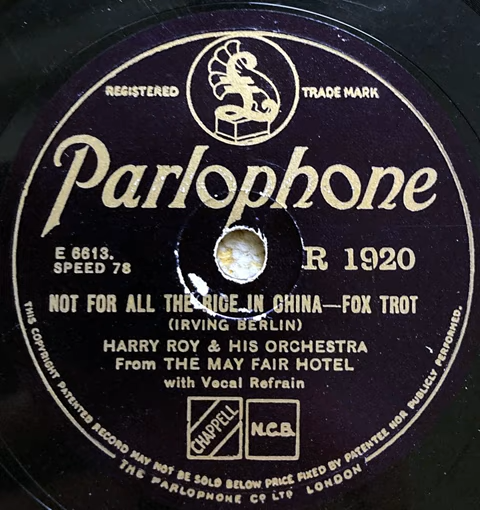 REGISTERED TRADE MARK
Parlophone
E 6613.
SPEED 78
R 1920
NOT FOR ALL THE RICE IN CHINA—FOX TROT
(IRVING BERLIN)
HARRY ROY & HIS ORCHESTRA
From THE MAY FAIR HOTEL
with Vocal Refrain
CHAPPELL
N.C.B.
THIS COPYRIGHT PATENTED RECORD MAY NOT BE SOLD BELOW PRICE FIXED BY PATENTEE NOR PUBLICLY PERFORMED.
THE PARLOPHONE CO LTD LONDON